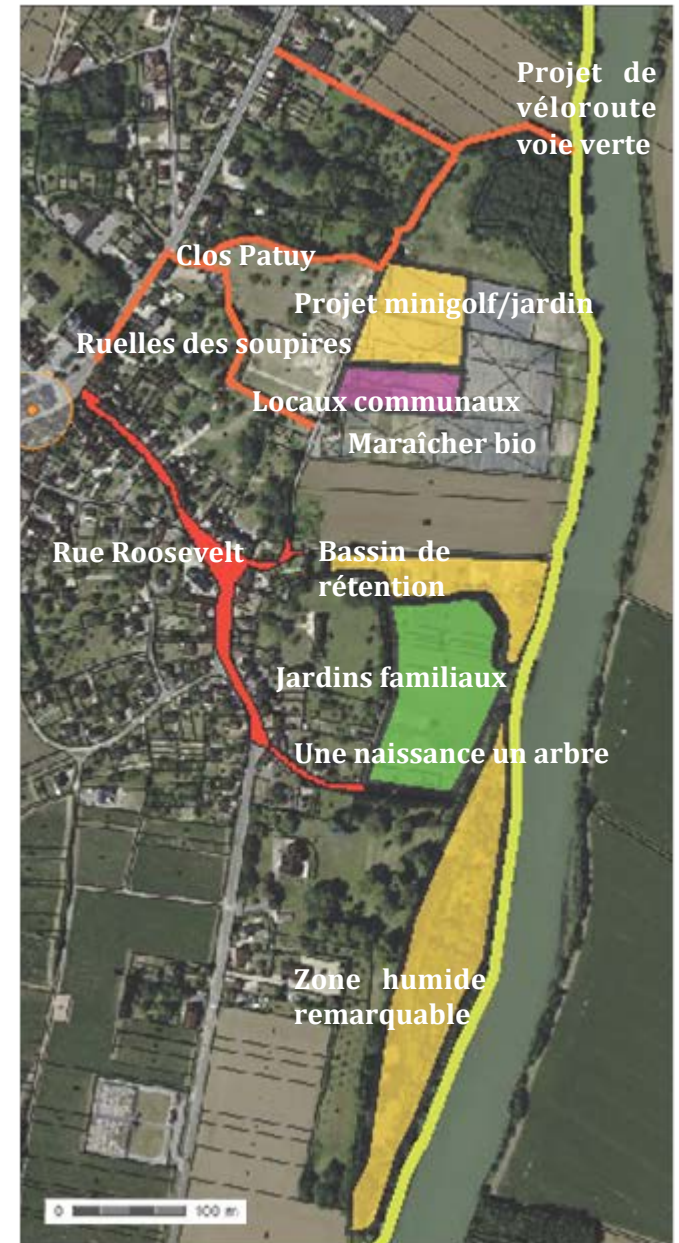 Projet de
véloroute
voie verte
Clos Patuy
Projet minigolf/jardin
Ruelles des soupires
Locaux communaux
Maraîcher bio
Rue Roosevelt
Bassin de
rétention
Jardins familiaux
Une naissance un arbre
Zone humide
remarquable
0 100 m